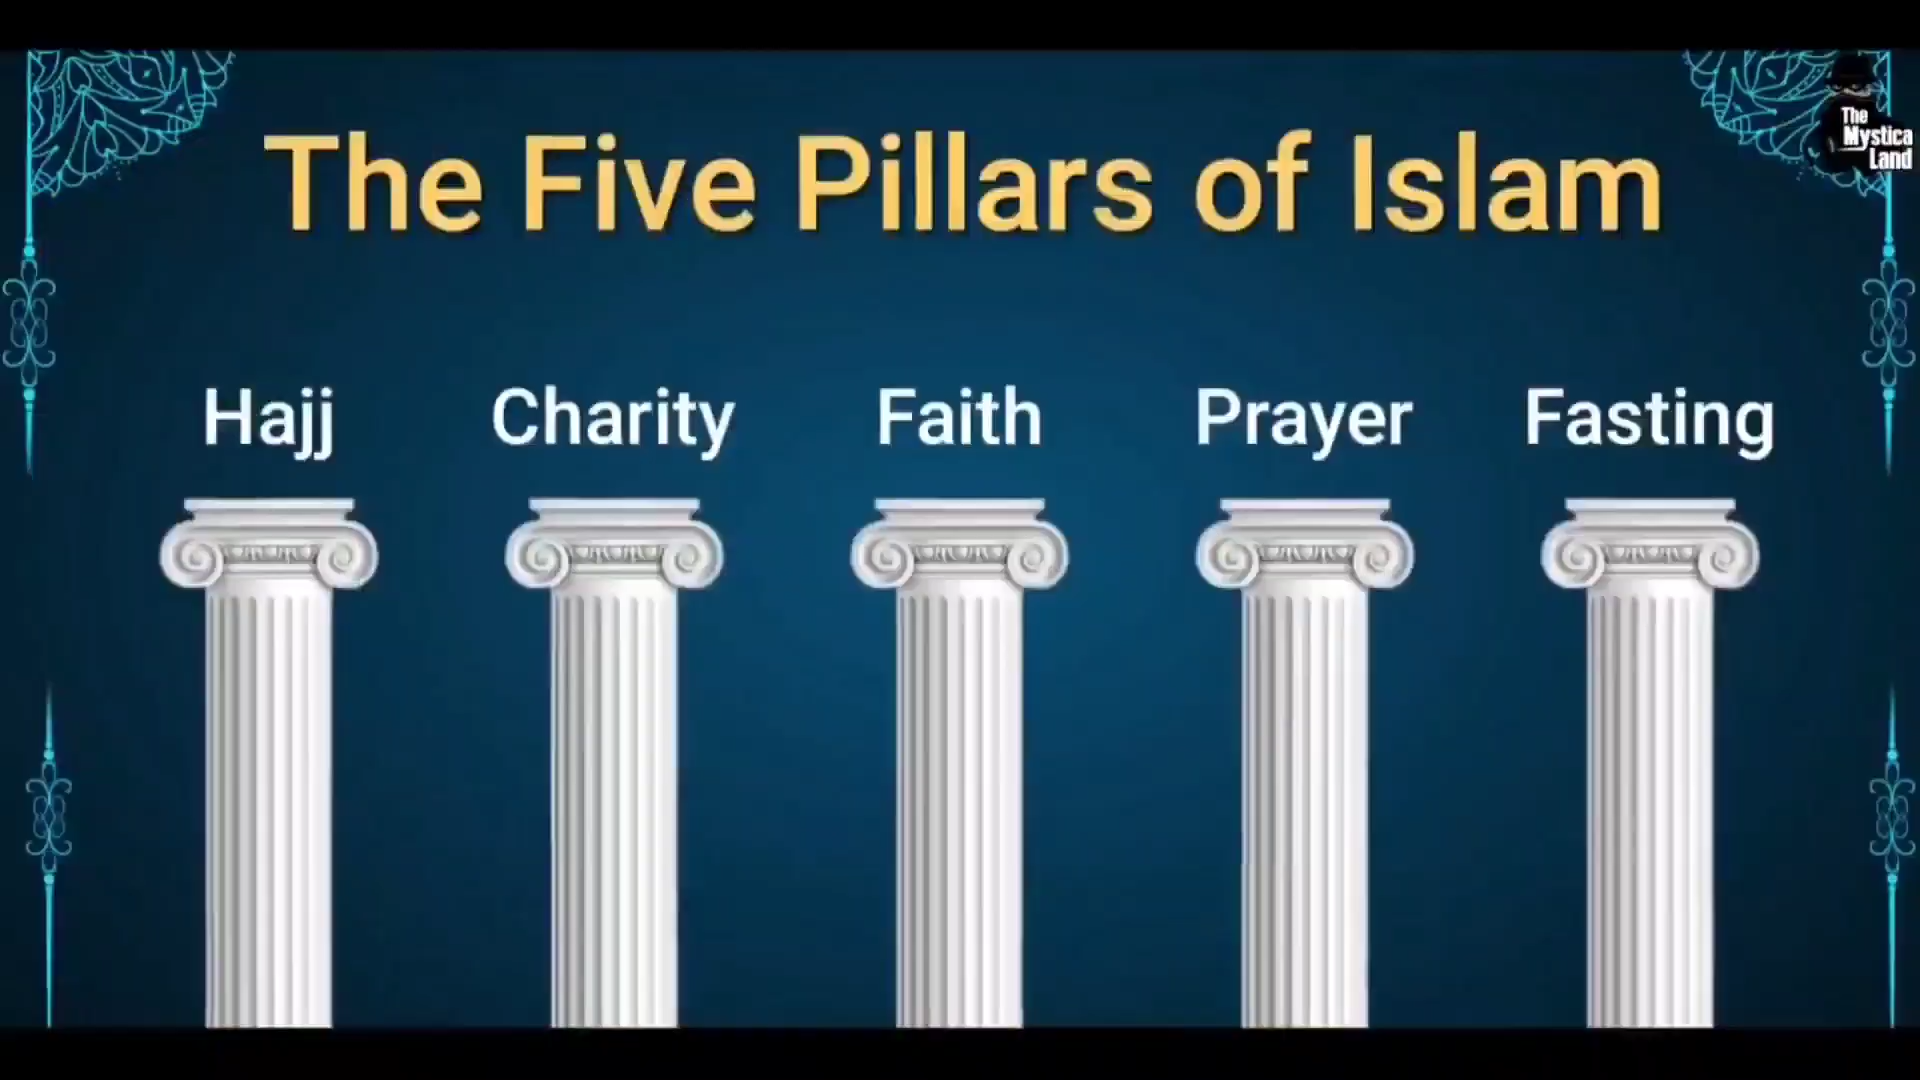 The Five Pillars of Islam
The
Mystica
Land
Hajj Charity Faith Prayer Fasting